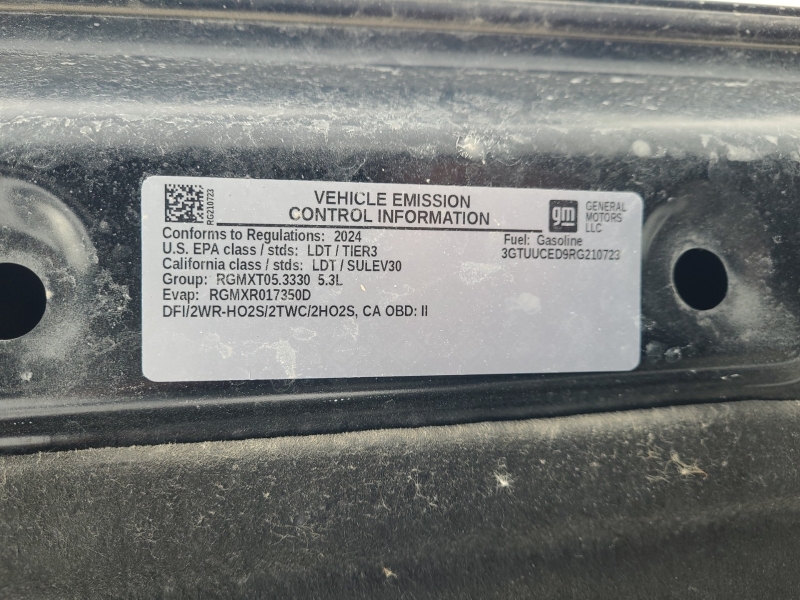 RG210723
VEHICLE EMISSION
CONTROL INFORMATION
gm
GENERAL
MOTORS
LLC
Conforms to Regulations: 2024
Fuel: Gasoline
U.S. EPA class / stds: LDT / TIER3
3GTUUCED9RG210723
California class / stds: LDT / SULEV30
Group: RGMXT05.3330 5.3L
Evap: RGMXR017350D
DFI/2WR-HO2S/2TWC/2HO2S, CA OBD: II